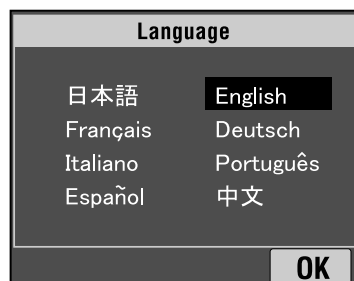 Language
日本語 English
Français Deutsch
Italiano Português
Español 中文
OK